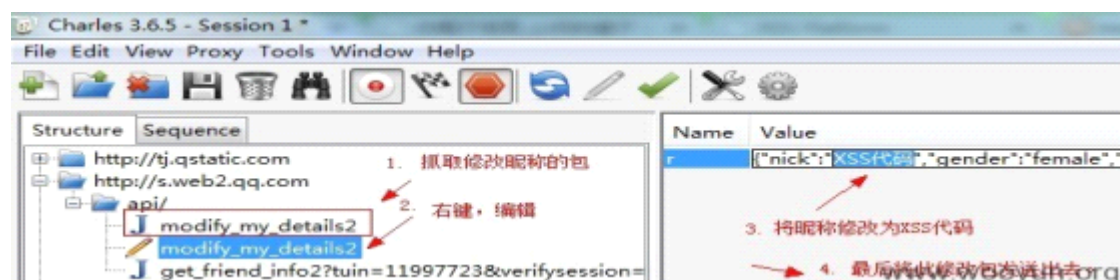 Charles 3.6.5 - Session 1 *
File Edit View Proxy Tools Window Help
Structure Sequence
Name Value
http://tj.qstatic.com
1. 抓取修改昵称的包
r {"nick":"XSS代码","gender":"female","
http://s.web2.qq.com
api/
2. 右键，编辑
modify_my_details2
3. 将昵称修改为XSS代码
modify_my_details2
get_friend_info2?tuin=11997723&verifysession=
4. 最后将此修改包发送出去